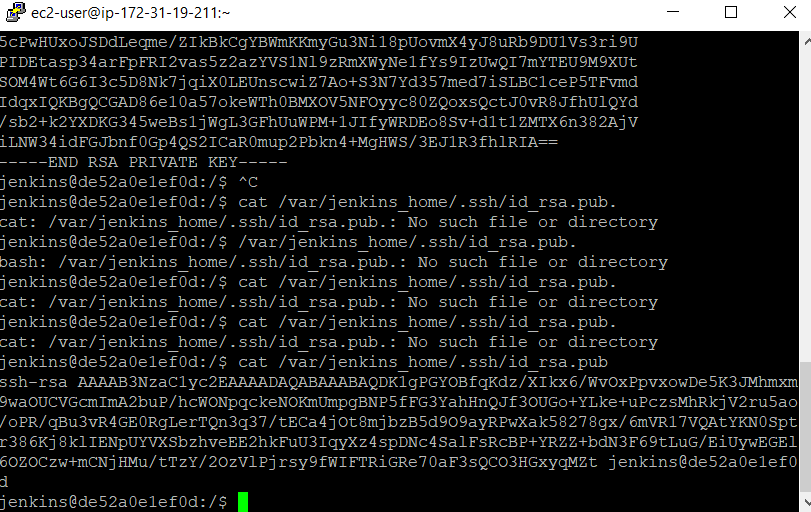 ec2-user@ip-172-31-19-211:~
5cPwHUxoJSDdLeqme/ZIkBkCgYBWmKKmyGu3Ni18pUovmX4yJ8uRb9DU1Vs3ri9U
PIDEtasp34arFpFRI2vas5z2azYVS1Nl9zRmXWyNe1fYs9IzUwQI7mYTEU9M9XUt
SOM4Wt6G6I3c5D8Nk7jqiX0LEUnscwiZ7Ao+S3N7Yd357med7iSLBC1ceP5TFvmd
IdqxIQKBgQCGAD86e10a57okeWTh0BMXOV5NFOyyc80ZQoxsQctJ0vR8JfhUlQYd
/sb2+k2YXDKG345weBs1jWgL3GFhUuWPM+1JIfyWRDEo8Sv+d1t1ZMTX6n382AjV
iLNW34idFGJbnf0Gp4QS2ICaR0mup2Pbkn4+MgHWS/3EJ1R3fhlRIA==
-----END RSA PRIVATE KEY-----
jenkins@de52a0e1ef0d:/$ ^C
jenkins@de52a0e1ef0d:/$ cat /var/jenkins_home/.ssh/id_rsa.pub.
cat: /var/jenkins_home/.ssh/id_rsa.pub.: No such file or directory
jenkins@de52a0e1ef0d:/$ /var/jenkins_home/.ssh/id_rsa.pub.
bash: /var/jenkins_home/.ssh/id_rsa.pub.: No such file or directory
jenkins@de52a0e1ef0d:/$ cat /var/jenkins_home/.ssh/id_rsa.pub.
cat: /var/jenkins_home/.ssh/id_rsa.pub.: No such file or directory
jenkins@de52a0e1ef0d:/$ cat /var/jenkins_home/.ssh/id_rsa.pub.
cat: /var/jenkins_home/.ssh/id_rsa.pub.: No such file or directory
jenkins@de52a0e1ef0d:/$ cat /var/jenkins_home/.ssh/id_rsa.pub
ssh-rsa AAAAB3NzaC1yc2EAAAADAQABAAABAQDK1gPGYOBfqKdz/XIkx6/WvOxPpvxowDe5K3JMhmxm
9waOUCVGcmImA2buP/hcWONpqckeNOKmUmpgBNP5fFG3YahHnQJf3OUGo+YLke+uPczsMhRkjV2ru5ao
/oPR/qBu3vR4GE0RgLerTQn3q37/tECa4jOt8mjbzB5d9O9ayRPwXak58278gx/6mVR17VQAtYKN0Spt
r386Kj8klIENpUYVXSbzhveEE2hkFuU3IqyXz4spDNc4SalFsRcBP+YRZZ+bdN3F69tLuG/EiUywEGEl
6OZOCzw+mCNjHMu/tTzY/2OzVlPjrsy9fWIFTRiGRe70aF3sQCO3HGxyqMZt jenkins@de52a0e1ef0
d
jenkins@de52a0e1ef0d:/$